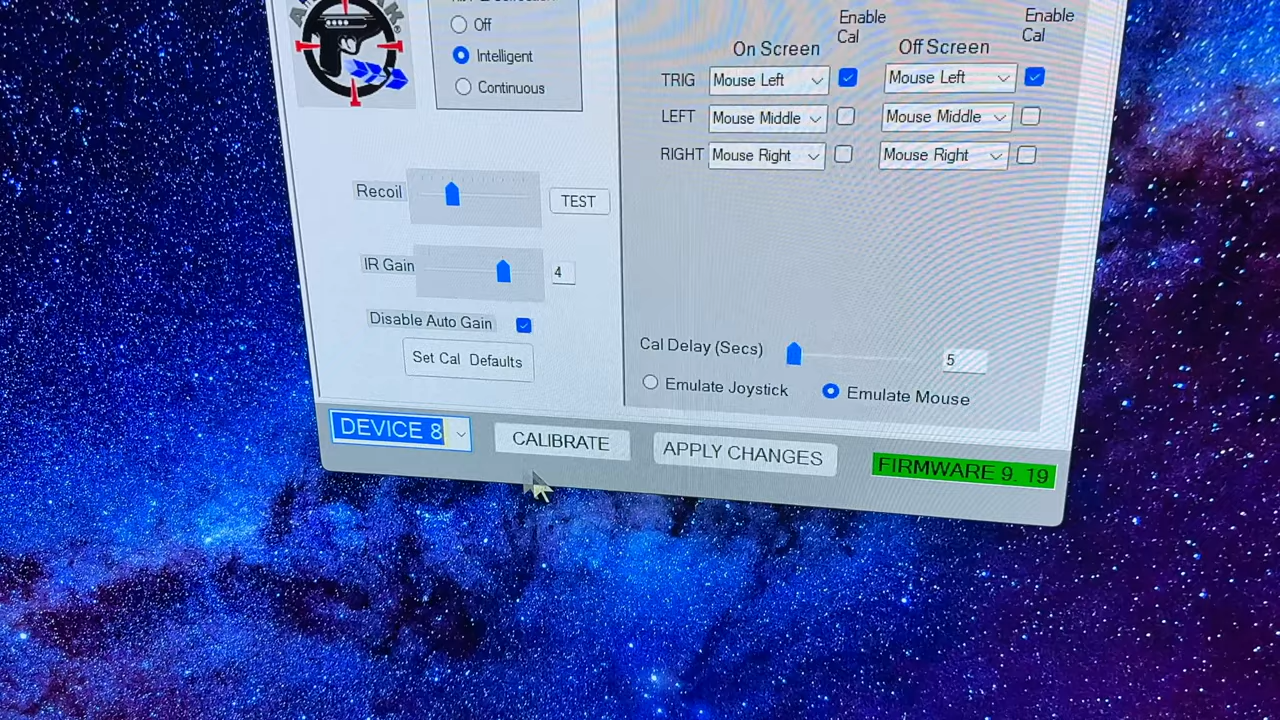 Off
Intelligent
Continuous
Enable
Cal
Enable
Cal
On Screen
Off Screen
TRIG Mouse Left Mouse Left
LEFT Mouse Middle Mouse Middle
RIGHT Mouse Right Mouse Right
Recoil TEST
IR Gain 4
Disable Auto Gain
Set Cal Defaults
Cal Delay (Secs) 5
Emulate Joystick Emulate Mouse
DEVICE 8 CALIBRATE APPLY CHANGES FIRMWARE 9. 19